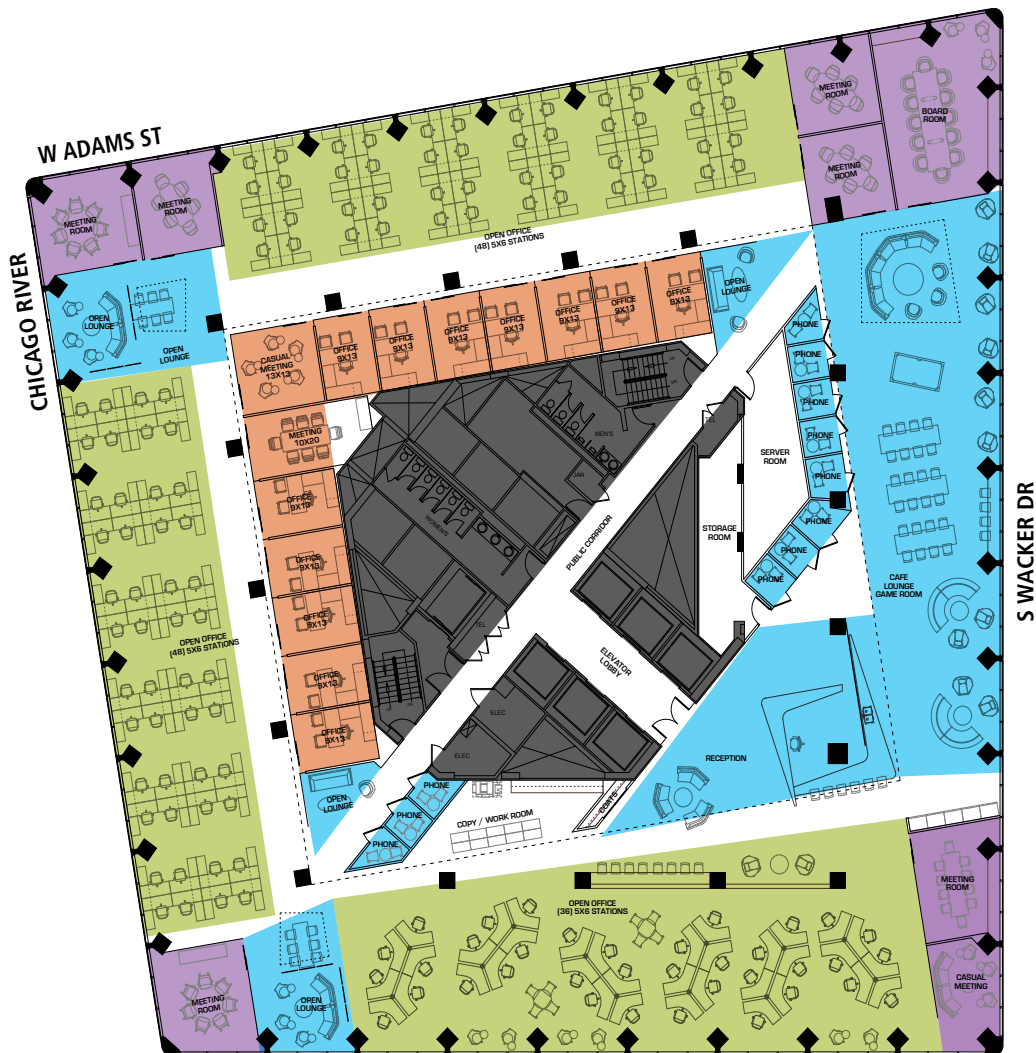 W ADAMS ST
CHICAGO RIVER
S WACKER DR
MEETING
ROOM
BOARD
ROOM
MEETING
ROOM
MEETING
ROOM
MEETING
ROOM
OPEN OFFICE
(48) 5X6 STATIONS
OPEN
LOUNGE
OPEN
LOUNGE
OPEN
LOUNGE
CASUAL
MEETING
13X13
OFFICE
9X13
OFFICE
9X13
OFFICE
9X13
OFFICE
9X13
OFFICE
9X13
OFFICE
9X13
OFFICE
9X13
MEETING
10X20
OFFICE
9X13
OFFICE
9X13
OFFICE
9X13
OFFICE
9X13
OFFICE
9X13
OPEN OFFICE
(48) 5X6 STATIONS
MEN'S
JAN
WOMEN'S
TEL
TEL
ELEC
ELEC
PUBLIC CORRIDOR
ELEVATOR
LOBBY
SERVER
ROOM
STORAGE
ROOM
PHONE
PHONE
PHONE
PHONE
PHONE
PHONE
PHONE
PHONE
CAFE
LOUNGE
GAME ROOM
RECEPTION
OPEN
LOUNGE
PHONE
PHONE
PHONE
COPY / WORK ROOM
COATS
OPEN OFFICE
(36) 5X6 STATIONS
MEETING
ROOM
CASUAL
MEETING
MEETING
ROOM
OPEN
LOUNGE